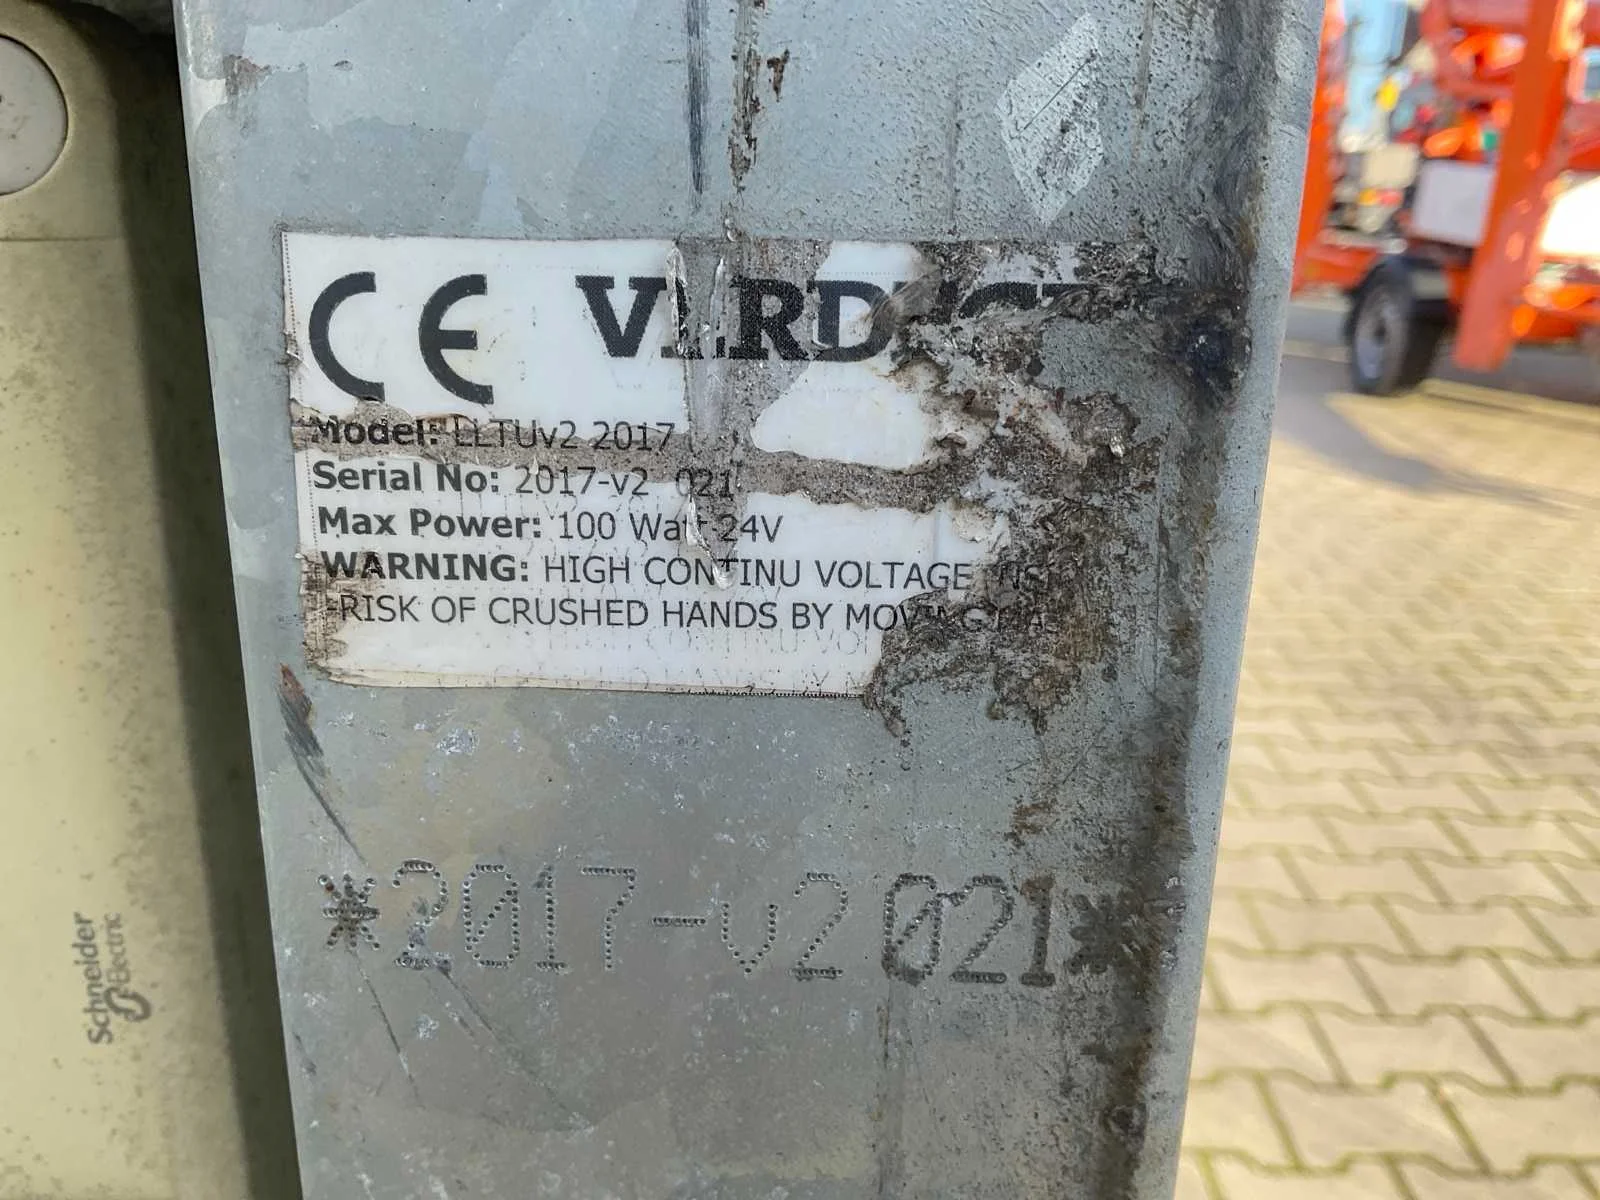 CE
Model: LLTUv2 2017
Serial No: 2017-v2 021
Max Power: 100 Watt 24V
WARNING: HIGH CONTINU VOLTAGE
-RISK OF CRUSHED HANDS BY MOVING
*2017-v2 021*
Schneider
Electric